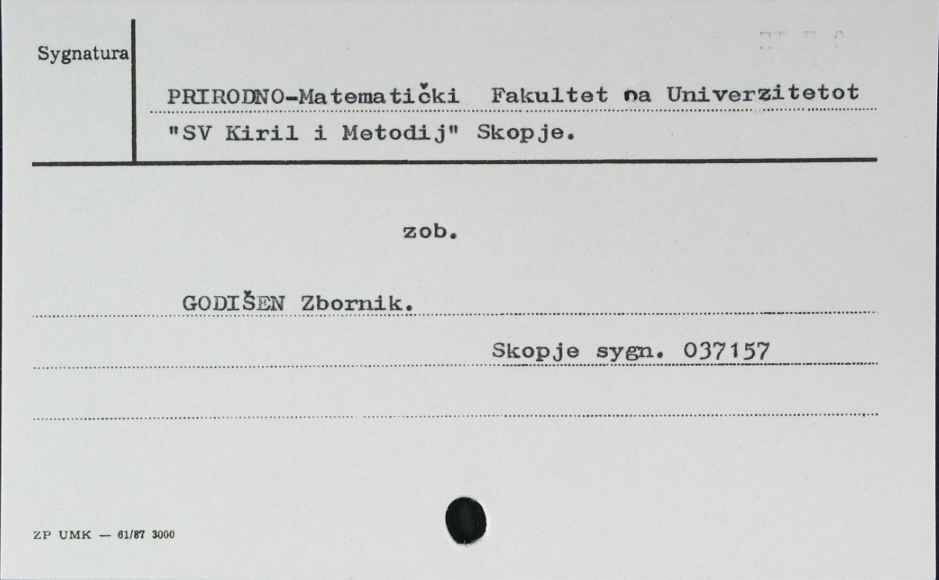 Sygnatura
PRIRODNO-Matematički Fakultet na Univerzitetot
"SV Kiril i Metodij" Skopje.
zob.
GODIŠEN Zbornik.
Skopje sygn. 037157
ZP UMK — 61/87 3000